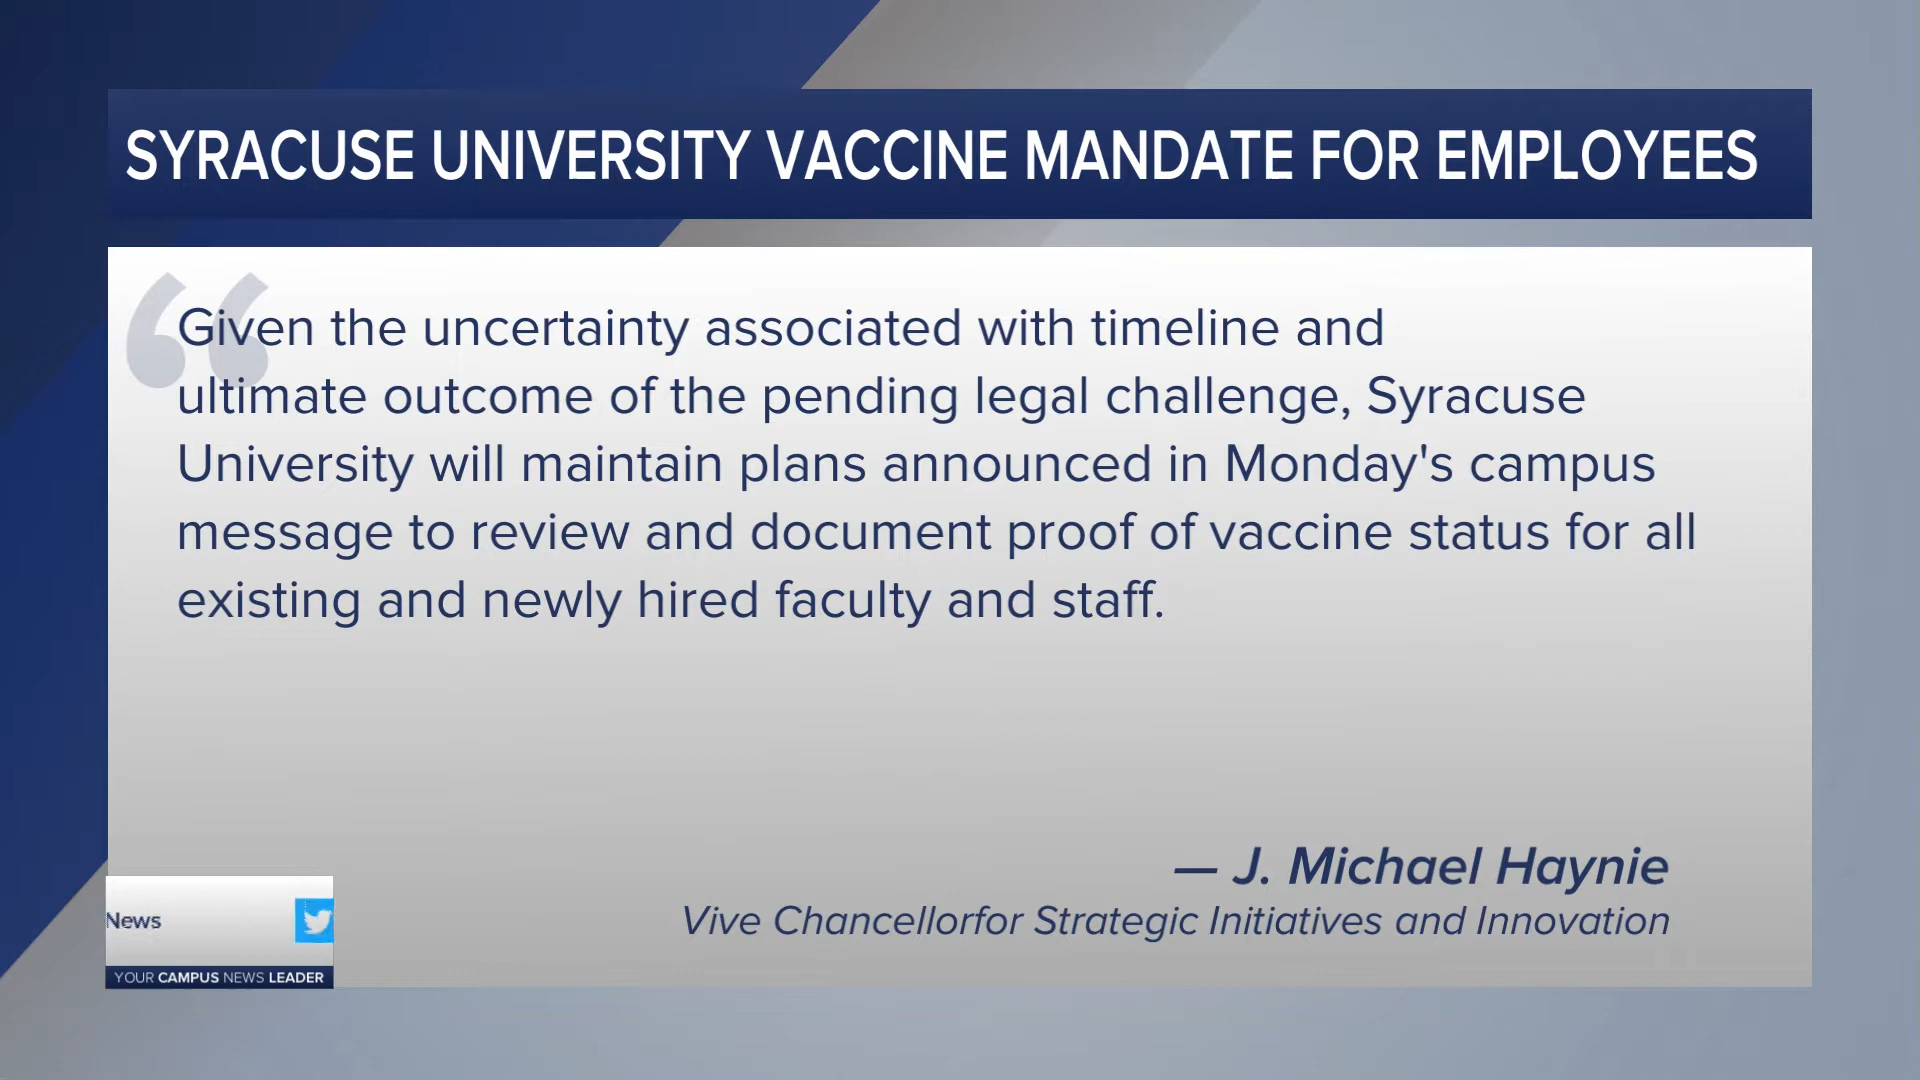 SYRACUSE UNIVERSITY VACCINE MANDATE FOR EMPLOYEES
“
Given the uncertainty associated with timeline and
ultimate outcome of the pending legal challenge, Syracuse
University will maintain plans announced in Monday's campus
message to review and document proof of vaccine status for all
existing and newly hired faculty and staff.
— J. Michael Haynie
Vive Chancellorfor Strategic Initiatives and Innovation
News
YOUR CAMPUS NEWS LEADER